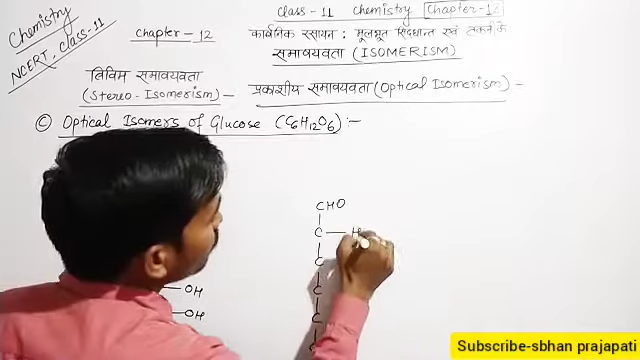 Chemistry
NCERT, class-11
chapter-12
class-11 chemistry chapter-12
कार्बनिक रसायन: मूलभूत सिद्धान्त एवं तकनीके
समावयवता (ISOMERISM)
त्रिविम समावयवता
(Stereo-Isomerism)-
प्रकाशीय समावयवता (Optical Isomerism)-
© Optical Isomers of Glucose (C6H12O6):-
CHO
C — H
C
C
C
C
— OH
— OH
Subscribe-sbhan prajapati